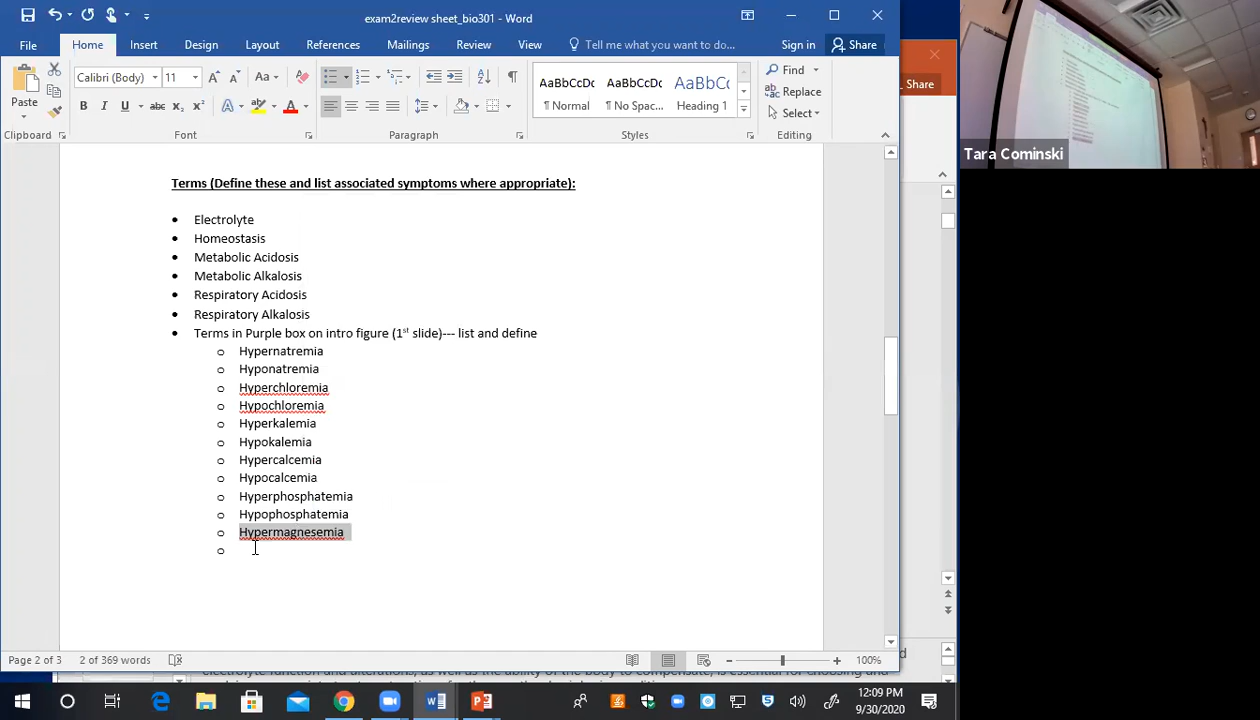 exam2review sheet_bio301 - Word
File Home Insert Design Layout References Mailings Review View Tell me what you want to do... Sign in Share
Calibri (Body) 11 Aa AaBbCcDc AaBbCcDc AaBbCc Find
Paste B I U abc x₂ x² A A ¶ Normal ¶ No Spac... Heading 1 Replace
Select
Clipboard Font Paragraph Styles Editing
Share
Tara Cominski
Terms (Define these and list associated symptoms where appropriate):
• Electrolyte
• Homeostasis
• Metabolic Acidosis
• Metabolic Alkalosis
• Respiratory Acidosis
• Respiratory Alkalosis
• Terms in Purple box on intro figure (1st slide)--- list and define
o Hypernatremia
o Hyponatremia
o Hyperchloremia
o Hypochloremia
o Hyperkalemia
o Hypokalemia
o Hypercalcemia
o Hypocalcemia
o Hyperphosphatemia
o Hypophosphatemia
o Hypermagnesemia
o
Page 2 of 3 2 of 369 words 100%
12:09 PM
9/30/2020